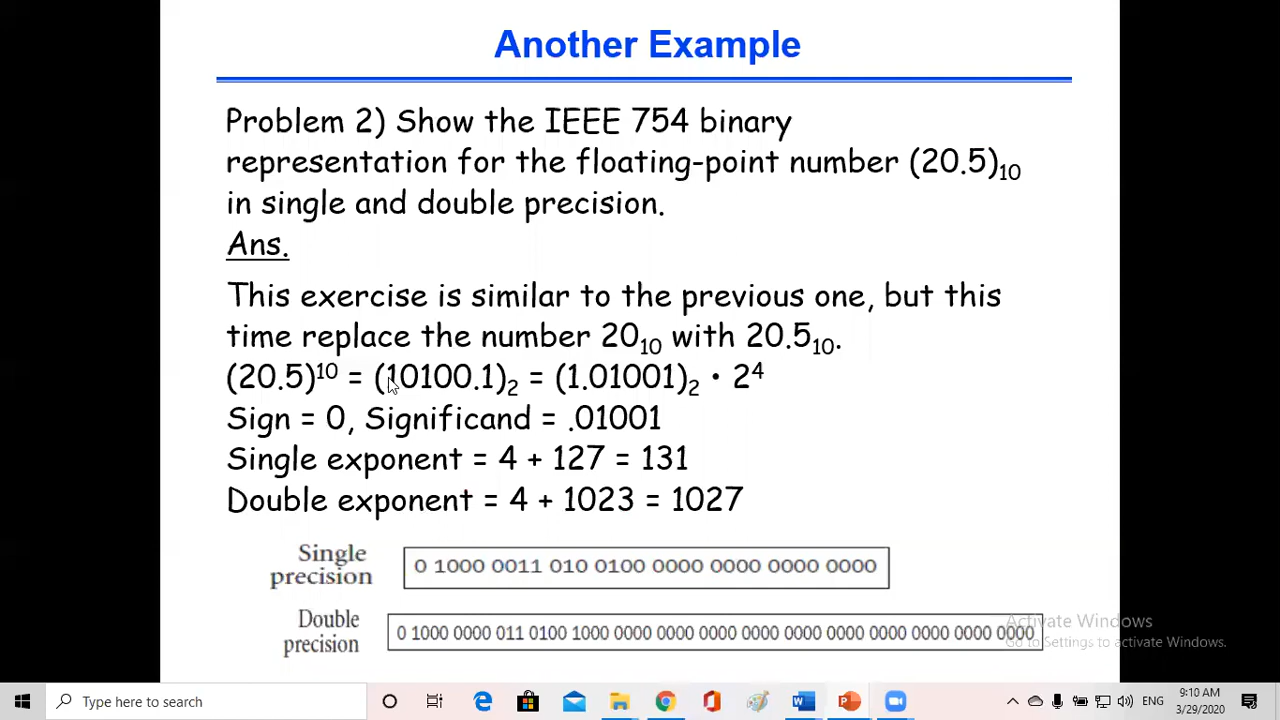 Another Example
Problem 2) Show the IEEE 754 binary
representation for the floating-point number (20.5)10
in single and double precision.
Ans.
This exercise is similar to the previous one, but this
time replace the number 2010 with 20.510.
(20.5)10 = (10100.1)2 = (1.01001)2 • 24
Sign = 0, Significand = .01001
Single exponent = 4 + 127 = 131
Double exponent = 4 + 1023 = 1027
Single
precision
0 1000 0011 010 0100 0000 0000 0000 0000
Double
precision
0 1000 0000 011 0100 1000 0000 0000 0000 0000 0000 0000 0000 0000 0000 0000
Activate Windows
Go to Settings to activate Windows.
Type here to search
ENG
9:10 AM
3/29/2020